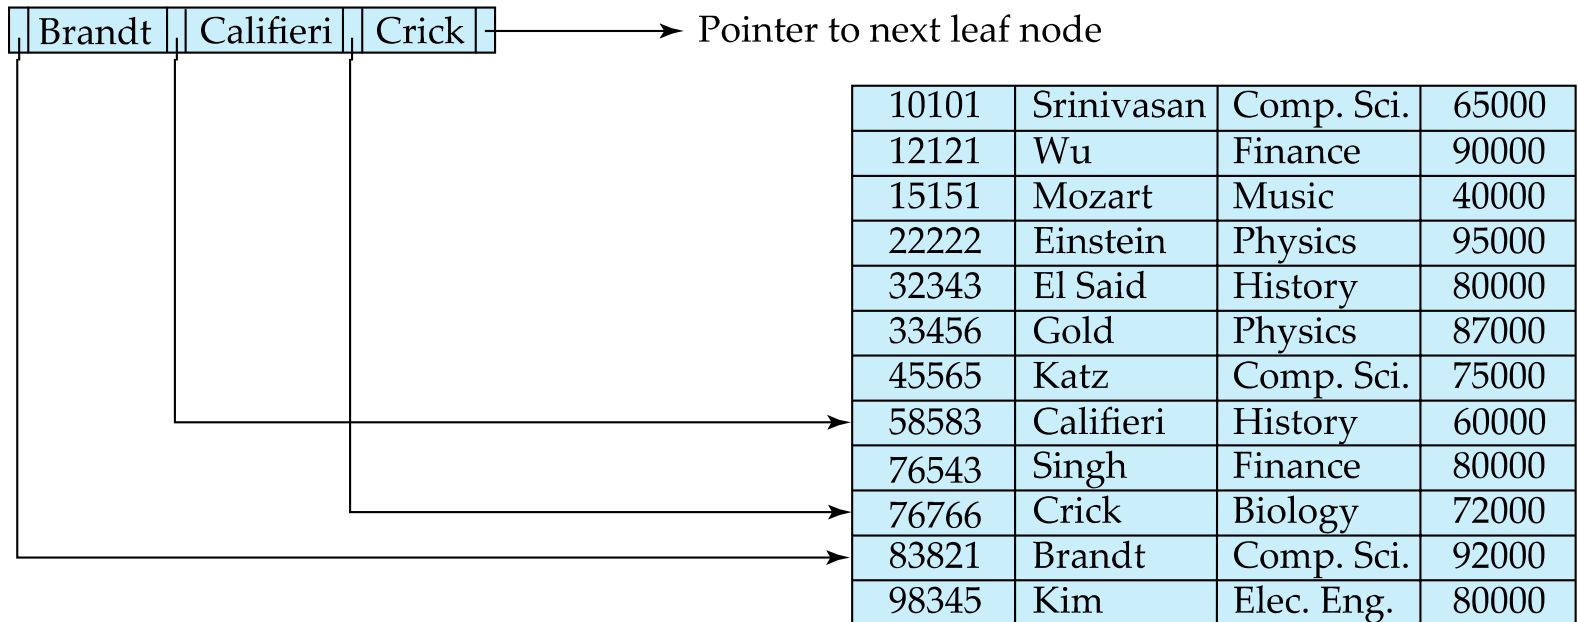 Brandt Califieri Crick Pointer to next leaf node
10101 Srinivasan Comp. Sci. 65000
12121 Wu Finance 90000
15151 Mozart Music 40000
22222 Einstein Physics 95000
32343 El Said History 80000
33456 Gold Physics 87000
45565 Katz Comp. Sci. 75000
58583 Califieri History 60000
76543 Singh Finance 80000
76766 Crick Biology 72000
83821 Brandt Comp. Sci. 92000
98345 Kim Elec. Eng. 80000